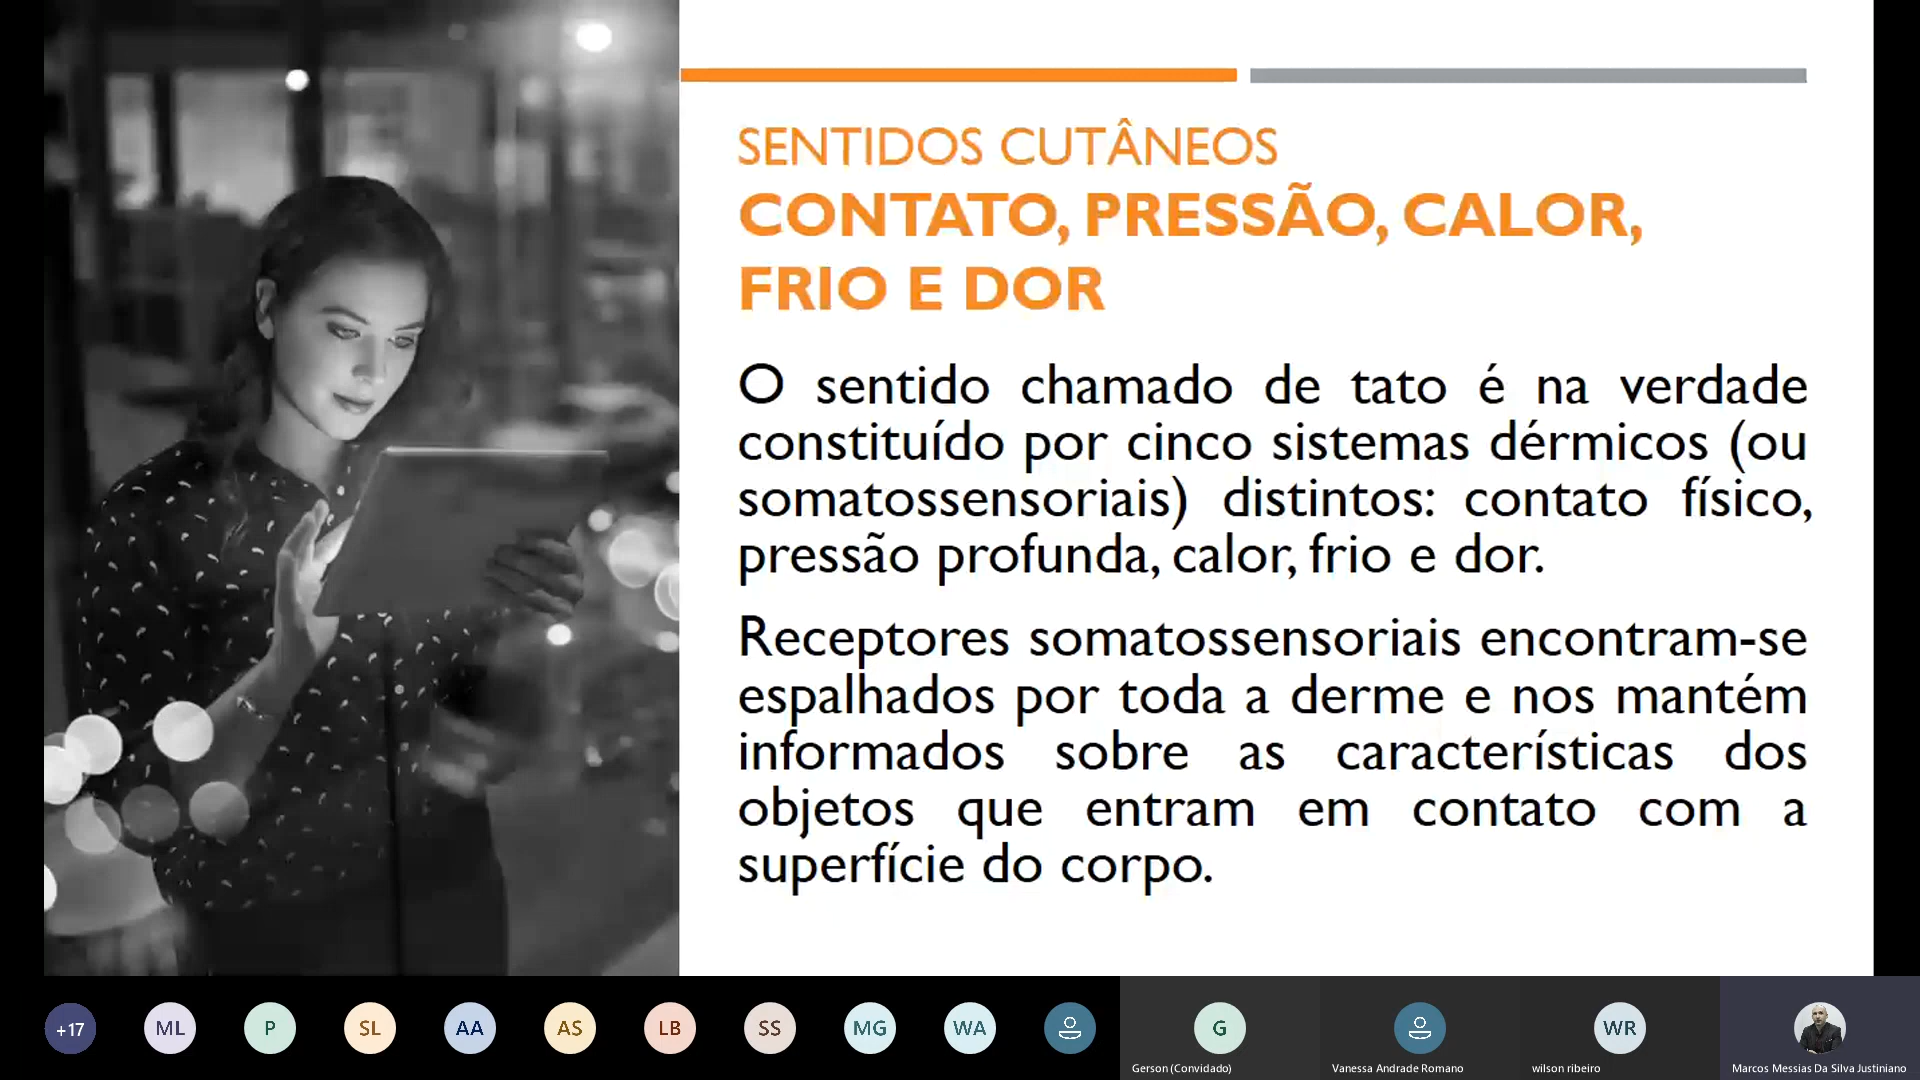 SENTIDOS CUTÂNEOS
CONTATO, PRESSÃO, CALOR,
FRIO E DOR
O sentido chamado de tato é na verdade
constituído por cinco sistemas dérmicos (ou
somatossensoriais) distintos: contato físico,
pressão profunda, calor, frio e dor.
Receptores somatossensoriais encontram-se
espalhados por toda a derme e nos mantém
informados sobre as características dos
objetos que entram em contato com a
superfície do corpo.
+17 ML P SL AA AS LB SS MG WA G WR
Gerson (Convidado) Vanessa Andrade Romano wilson ribeiro Marcos Messias Da Silva Justiniano